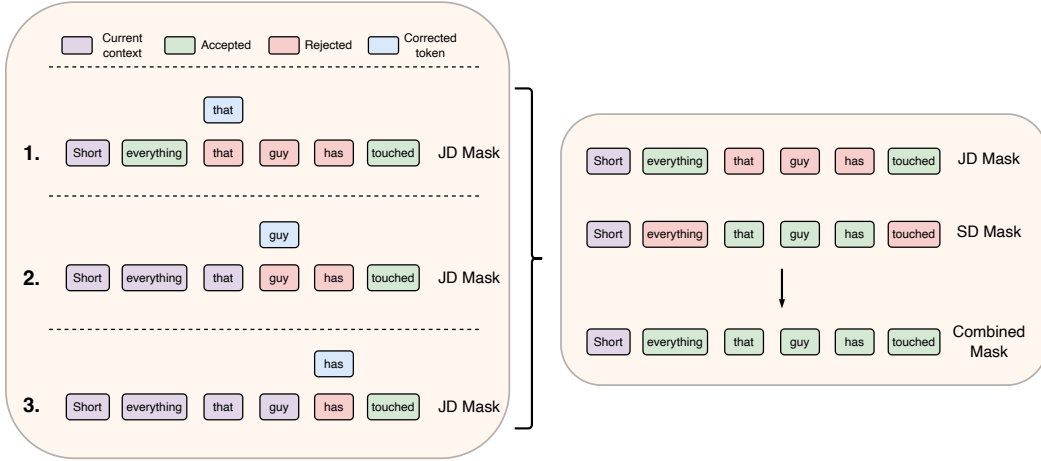 Current context
Accepted
Rejected
Corrected token
that
1. Short everything that guy has touched JD Mask
guy
2. Short everything that guy has touched JD Mask
has
3. Short everything that guy has touched JD Mask
Short everything that guy has touched JD Mask
Short everything that guy has touched SD Mask
Short everything that guy has touched Combined Mask